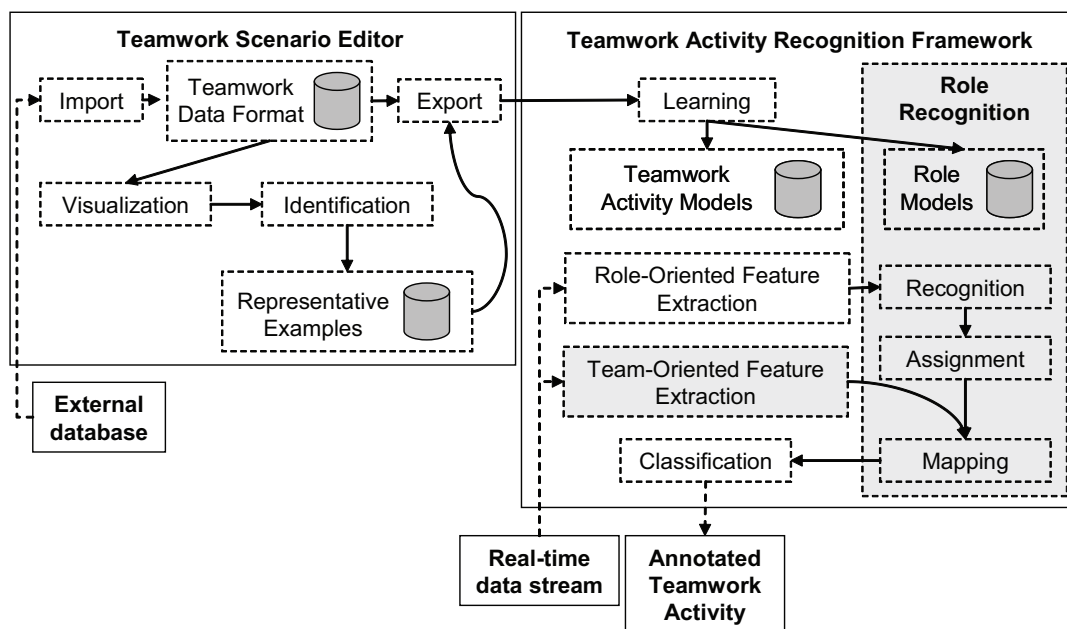 Teamwork Scenario Editor
Import
Teamwork
Data Format
Export
Visualization
Identification
Representative
Examples
External
database
Teamwork Activity Recognition Framework
Learning
Role
Recognition
Teamwork
Activity Models
Role
Models
Role-Oriented Feature
Extraction
Recognition
Team-Oriented Feature
Extraction
Assignment
Classification
Mapping
Real-time
data stream
Annotated
Teamwork
Activity